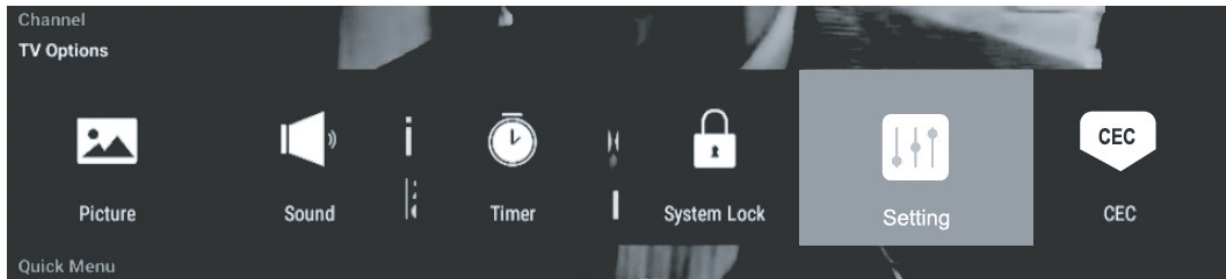 Channel
TV Options
CEC
Picture
Sound
Timer
System Lock
Setting
CEC
Quick Menu